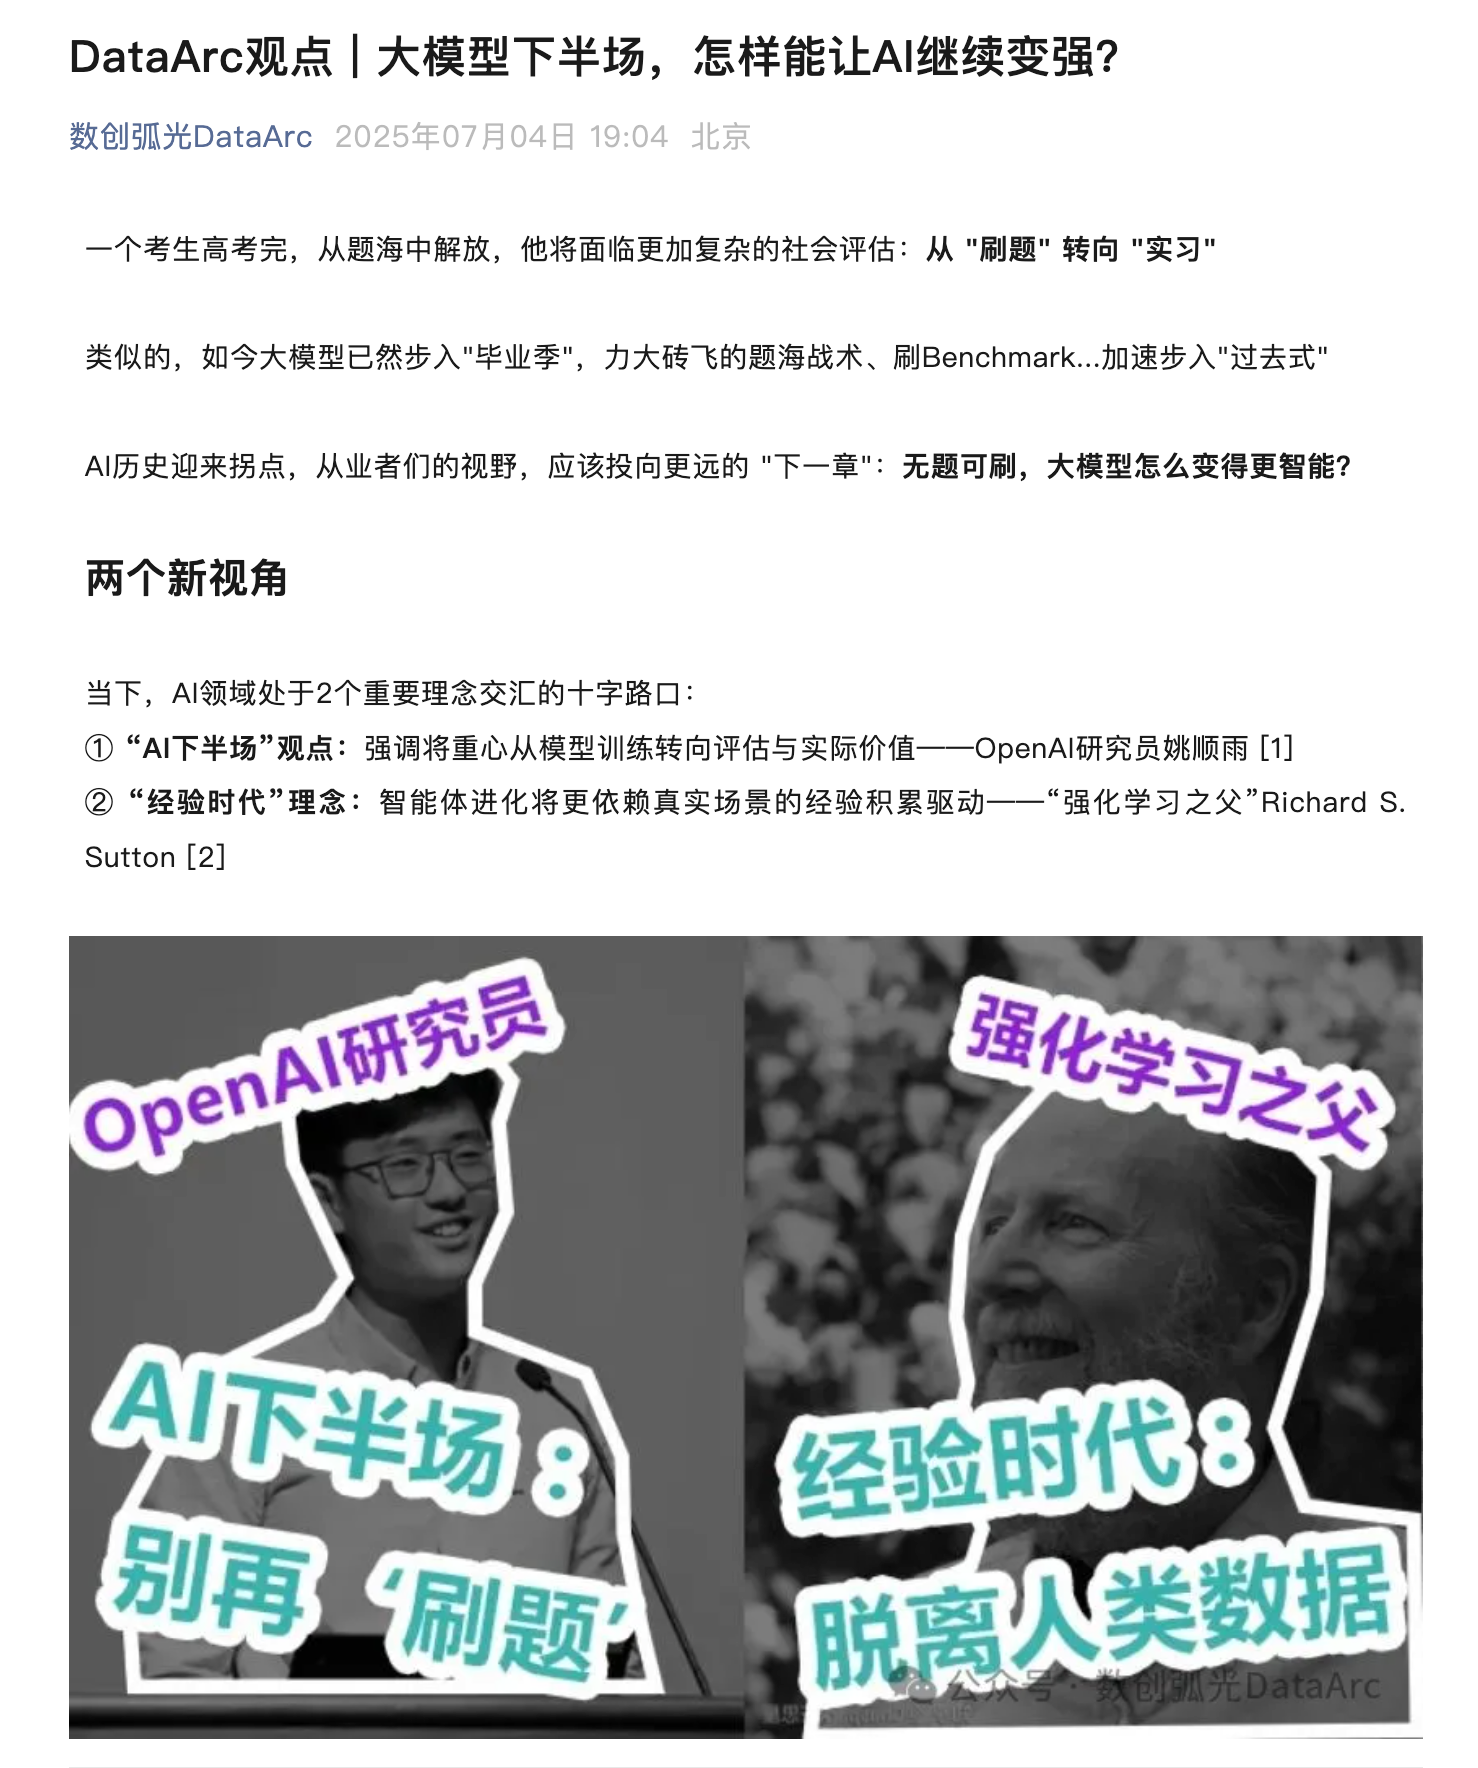 DataArc观点 | 大模型下半场，怎样能让AI继续变强？
数创弧光DataArc 2025年07月04日 19:04 北京
一个考生高考完，从题海中解放，他将面临更加复杂的社会评估：从 "刷题" 转向 "实习"
类似的，如今大模型已然步入"毕业季"，力大砖飞的题海战术、刷Benchmark...加速步入"过去式"
AI历史迎来拐点，从业者们的视野，应该投向更远的 "下一章"：无题可刷，大模型怎么变得更智能？
两个新视角
当下，AI领域处于2个重要理念交汇的十字路口：
① “AI下半场”观点：强调将重心从模型训练转向评估与实际价值——OpenAI研究员姚顺雨 [1]
② “经验时代”理念：智能体进化将更依赖真实场景的经验积累驱动——“强化学习之父”Richard S.
Sutton [2]
OpenAI研究员
AI下半场：
别再‘刷题’
强化学习之父
经验时代：
脱离人类数据
公众号 · 数创弧光DataArc